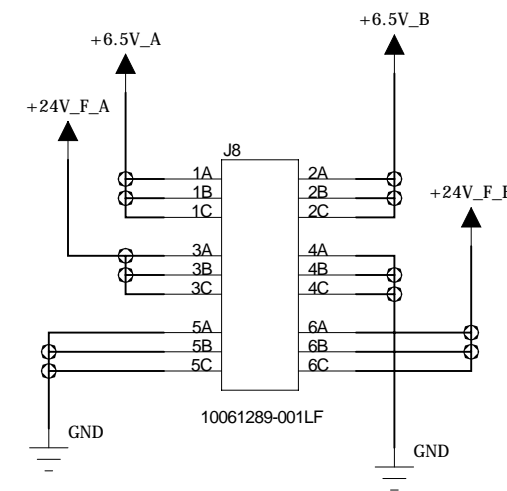 +6.5V_B
+6.5V_A
+24V_F_A
J8
1A 2A
1B 2B
1C 2C
+24V_F_B
3A 4A
3B 4B
3C 4C
5A 6A
5B 6B
5C 6C
10061289-001LF
GND
GND